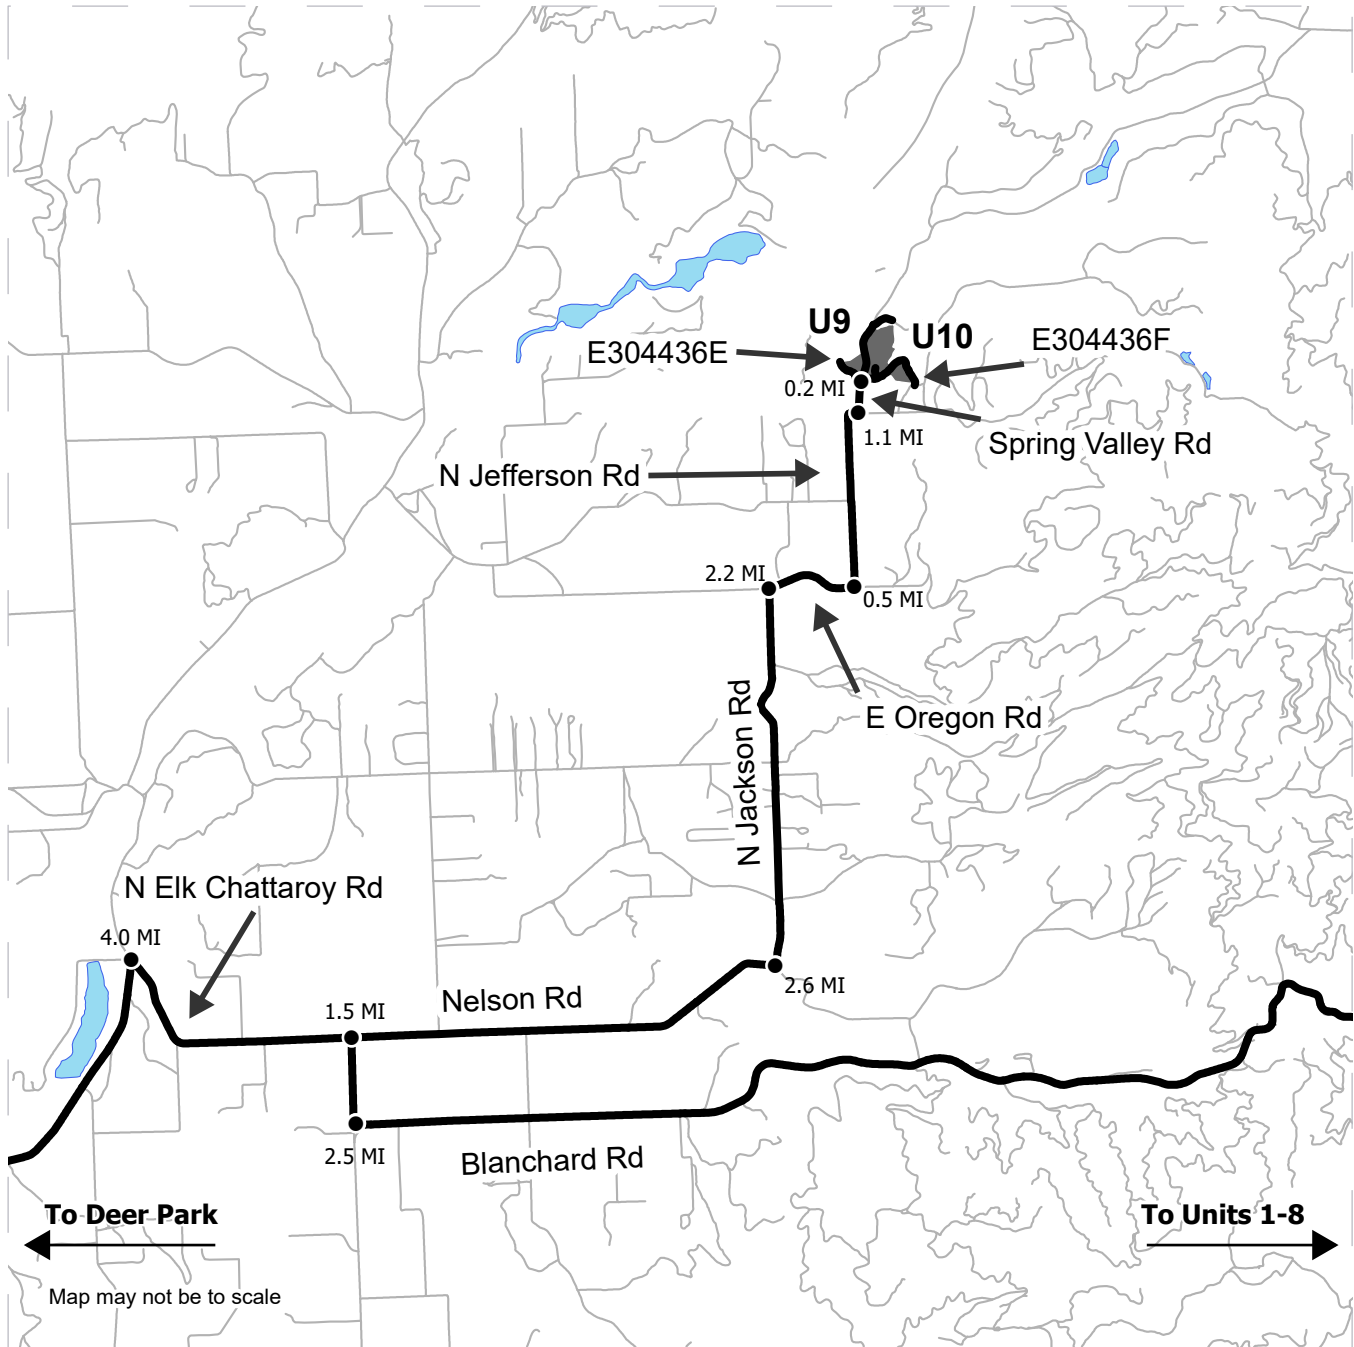 U9
U10
E304436E
E304436F
0.2 MI
1.1 MI
Spring Valley Rd
N Jefferson Rd
2.2 MI
0.5 MI
E Oregon Rd
N Jackson Rd
N Elk Chattaroy Rd
4.0 MI
2.6 MI
Nelson Rd
1.5 MI
2.5 MI
Blanchard Rd
To Deer Park
To Units 1-8
Map may not be to scale